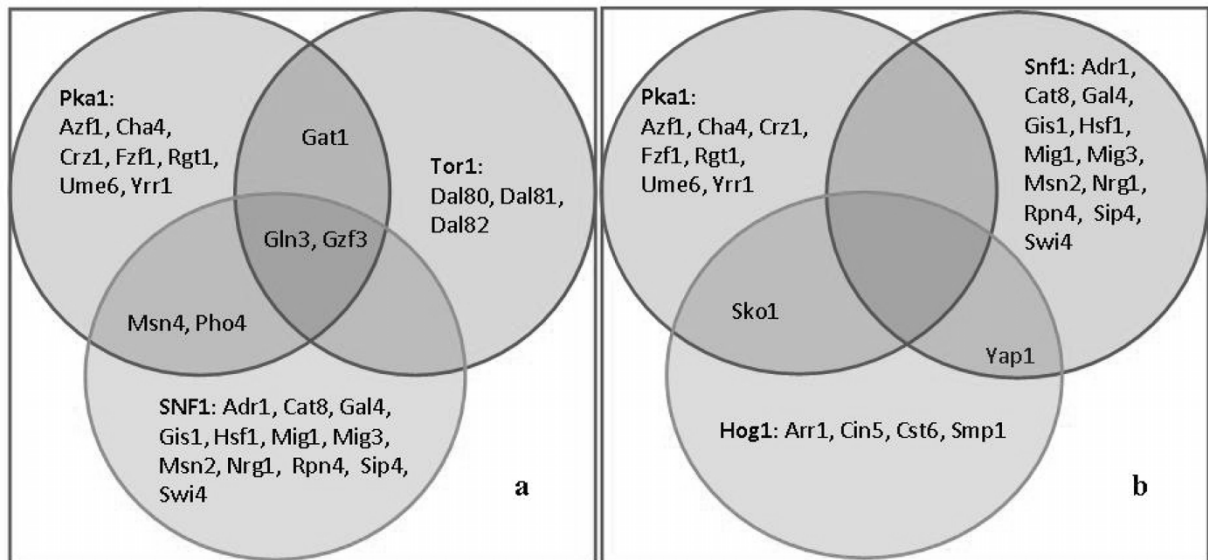 Pka1:
Azf1, Cha4,
Crz1, Fzf1, Rgt1,
Ume6, Yrr1
Gat1
Tor1:
Dal80, Dal81,
Dal82
Gln3, Gzf3
Msn4, Pho4
SNF1: Adr1, Cat8, Gal4,
Gis1, Hsf1, Mig1, Mig3,
Msn2, Nrg1, Rpn4, Sip4,
Swi4
a
Pka1:
Azf1, Cha4, Crz1,
Fzf1, Rgt1,
Ume6, Yrr1
Snf1: Adr1,
Cat8, Gal4,
Gis1, Hsf1,
Mig1, Mig3,
Msn2, Nrg1,
Rpn4, Sip4,
Swi4
Sko1
Yap1
Hog1: Arr1, Cin5, Cst6, Smp1
b